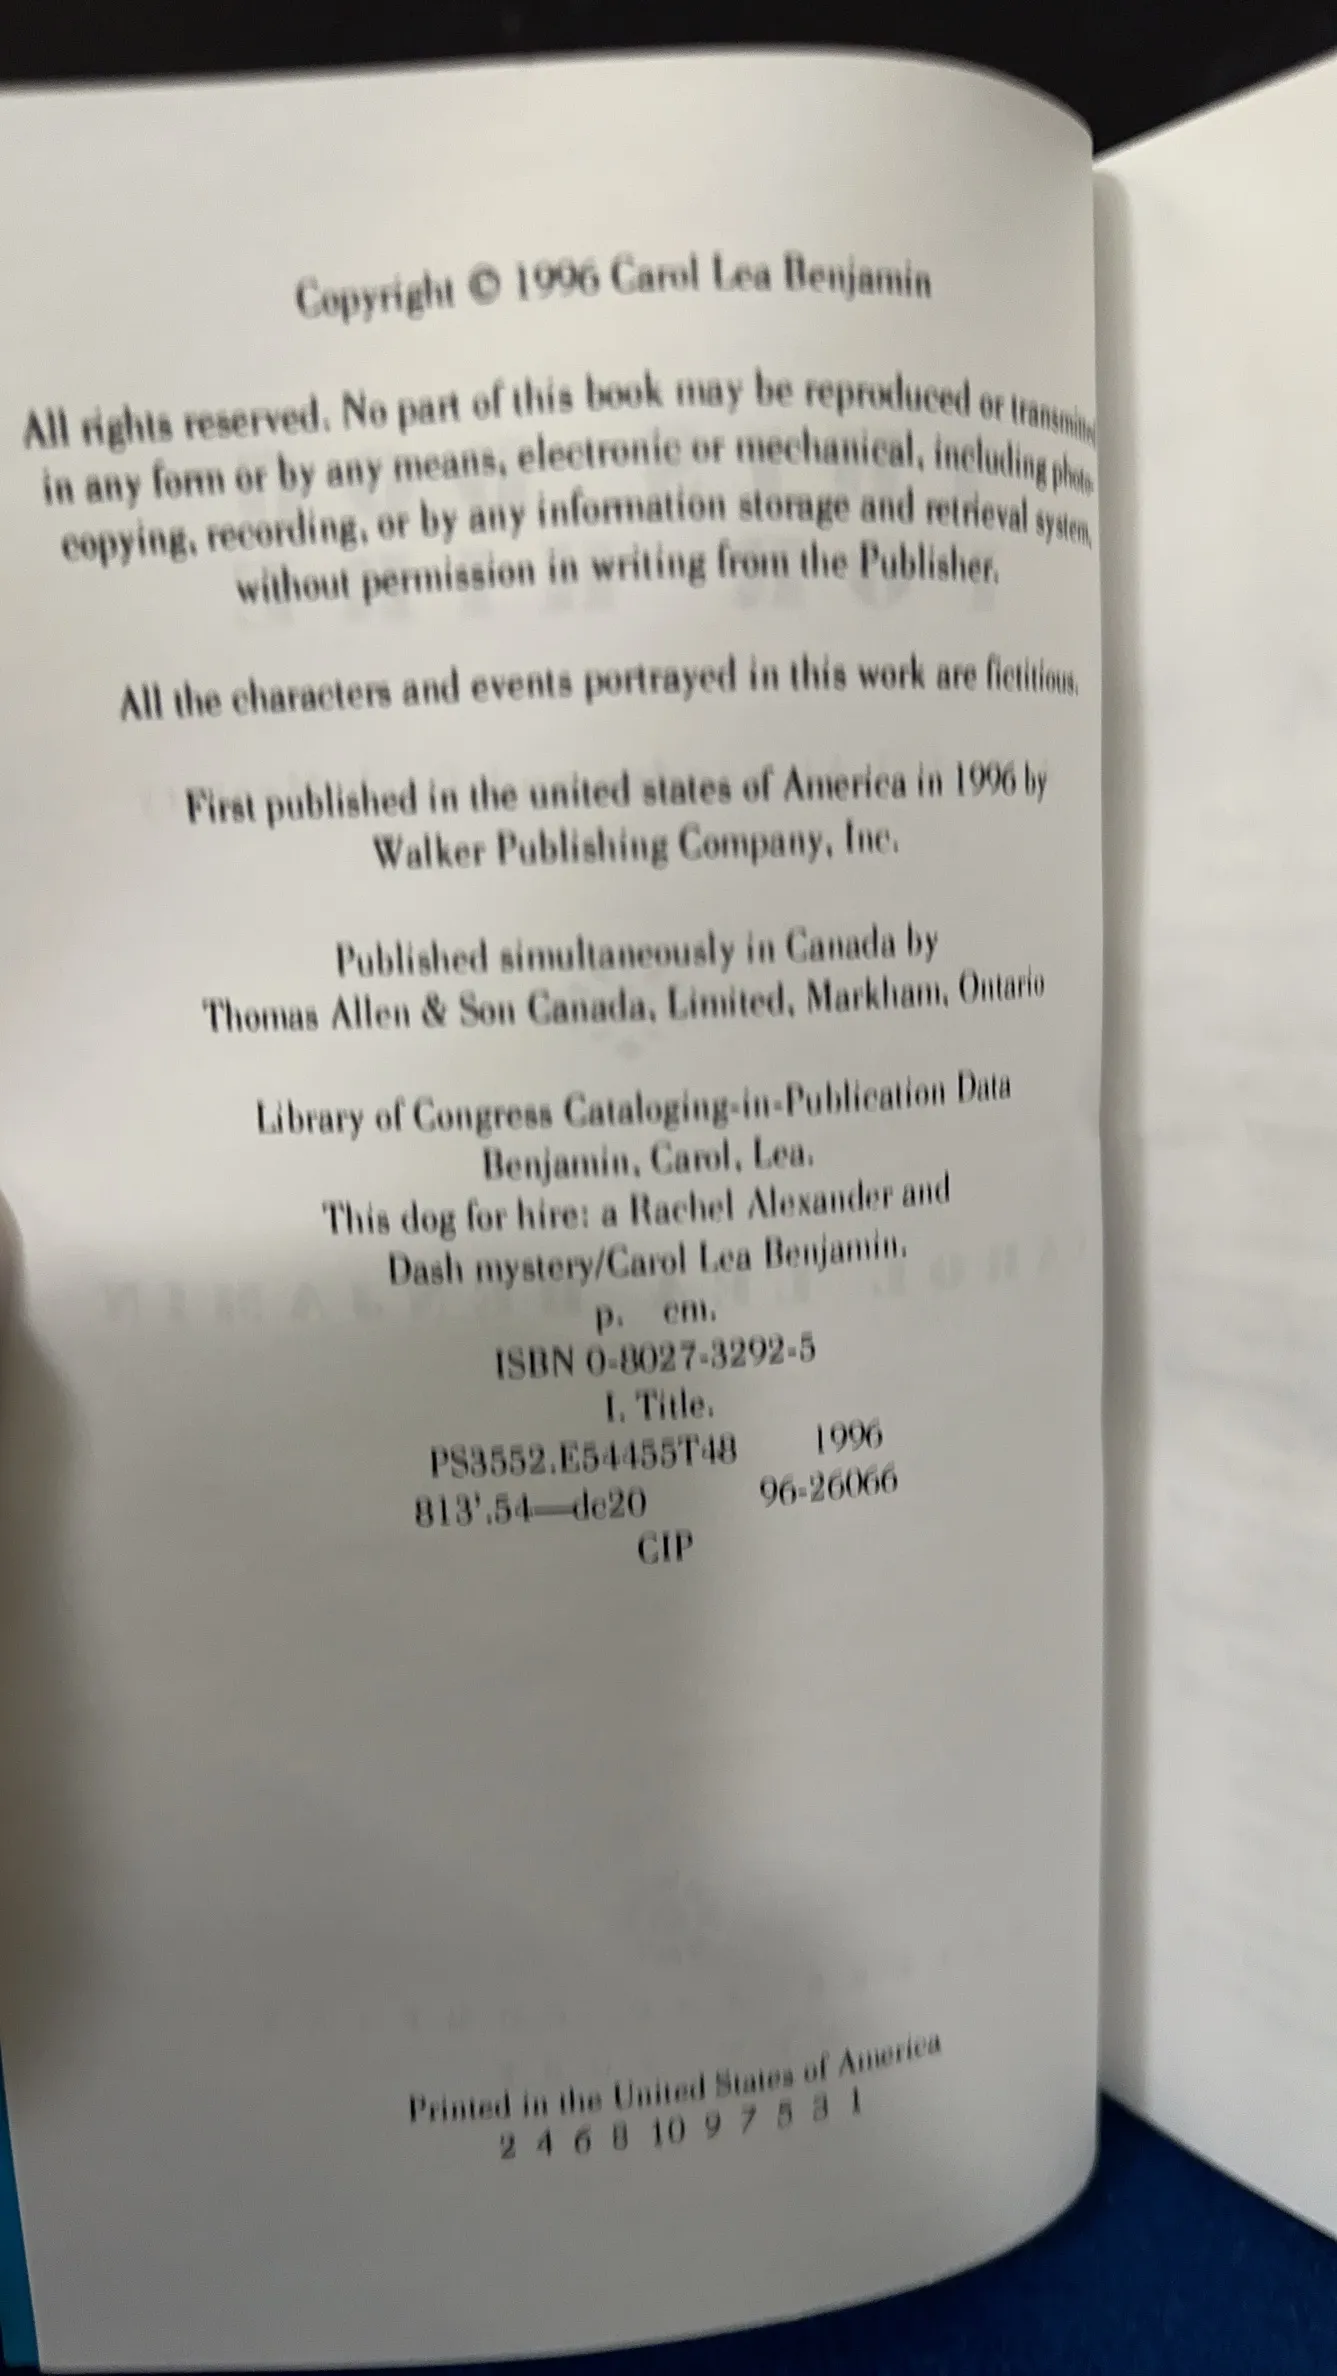 Copyright © 1996 Carol Lea Benjamin
All rights reserved. No part of this book may be reproduced or transmitted
in any form or by any means, electronic or mechanical, including photo-
copying, recording, or by any information storage and retrieval system,
without permission in writing from the Publisher.
All the characters and events portrayed in this work are fictitious.
First published in the united states of America in 1996 by
Walker Publishing Company, Inc.
Published simultaneously in Canada by
Thomas Allen & Son Canada, Limited, Markham, Ontario
Library of Congress Cataloging-in-Publication Data
Benjamin, Carol, Lea.
This dog for hire: a Rachel Alexander and
Dash mystery/Carol Lea Benjamin.
p. cm.
ISBN 0-8027-3292-5
I. Title.
PS3552.E54455T48 1996
813'.54—dc20 96-26066
CIP
Printed in the United States of America
2 4 6 8 10 9 7 5 3 1